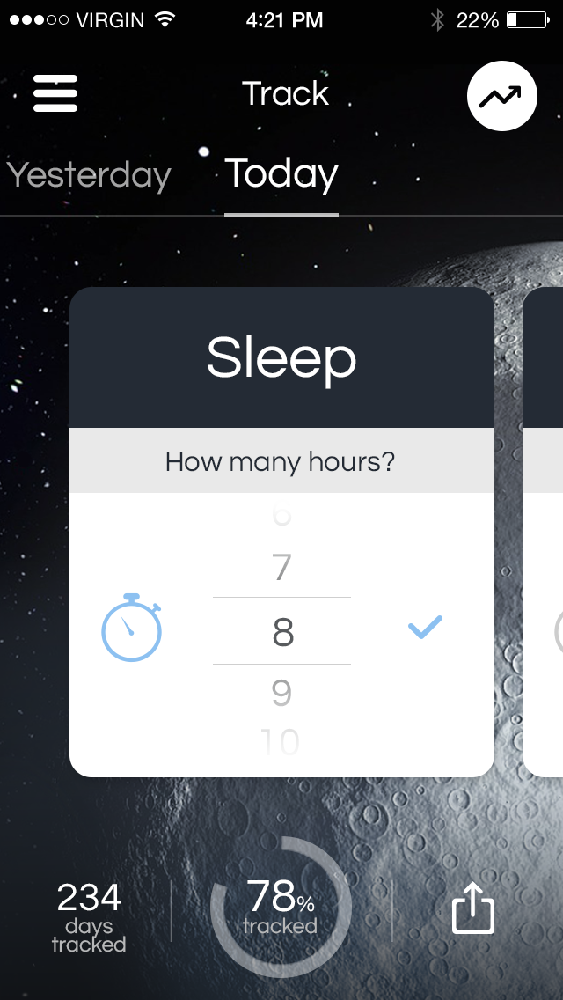 VIRGIN 4:21 PM 22%
Track
Yesterday Today
Sleep
How many hours?
6
7
8
9
10
234
days
tracked
78%
tracked